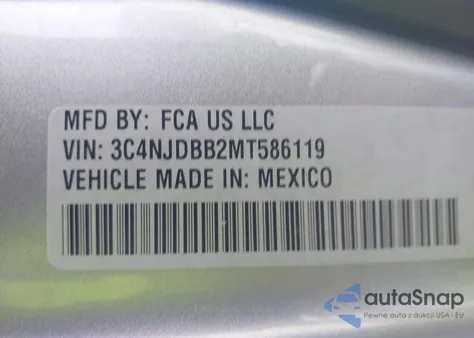 MFD BY: FCA US LLC
VIN: 3C4NJDBB2MT586119
VEHICLE MADE IN: MEXICO
autaSnap
Pewne auta z aukcji USA i EU